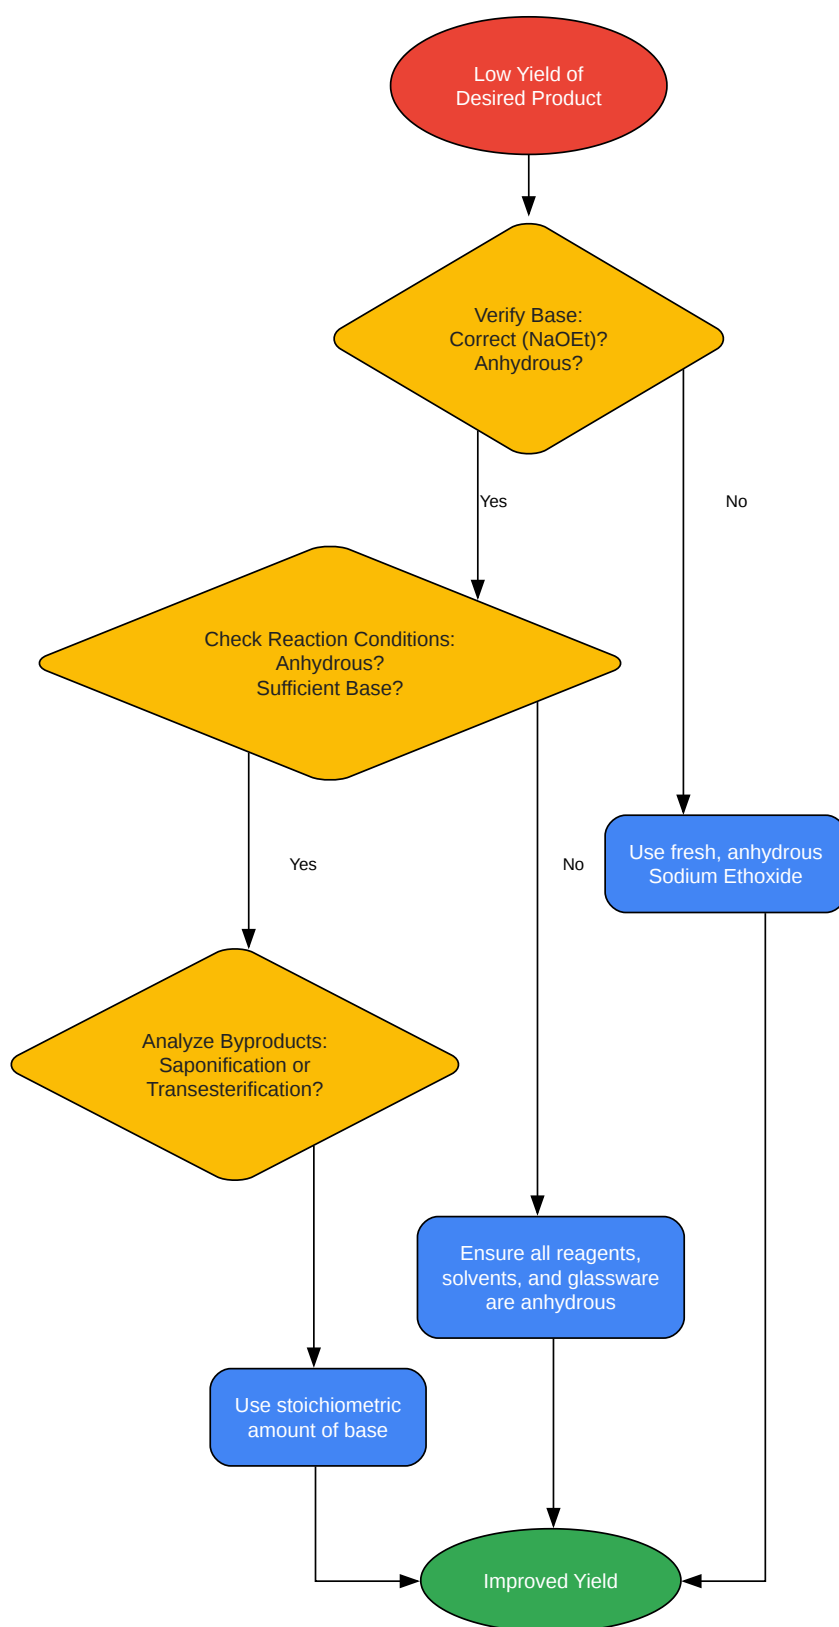 Low Yield of
Desired Product
Verify Base:
Correct (NaOEt)?
Anhydrous?
Yes
No
Check Reaction Conditions:
Anhydrous?
Sufficient Base?
Yes
No
Use fresh, anhydrous
Sodium Ethoxide
Analyze Byproducts:
Saponification or
Transesterification?
Ensure all reagents,
solvents, and glassware
are anhydrous
Use stoichiometric
amount of base
Improved Yield